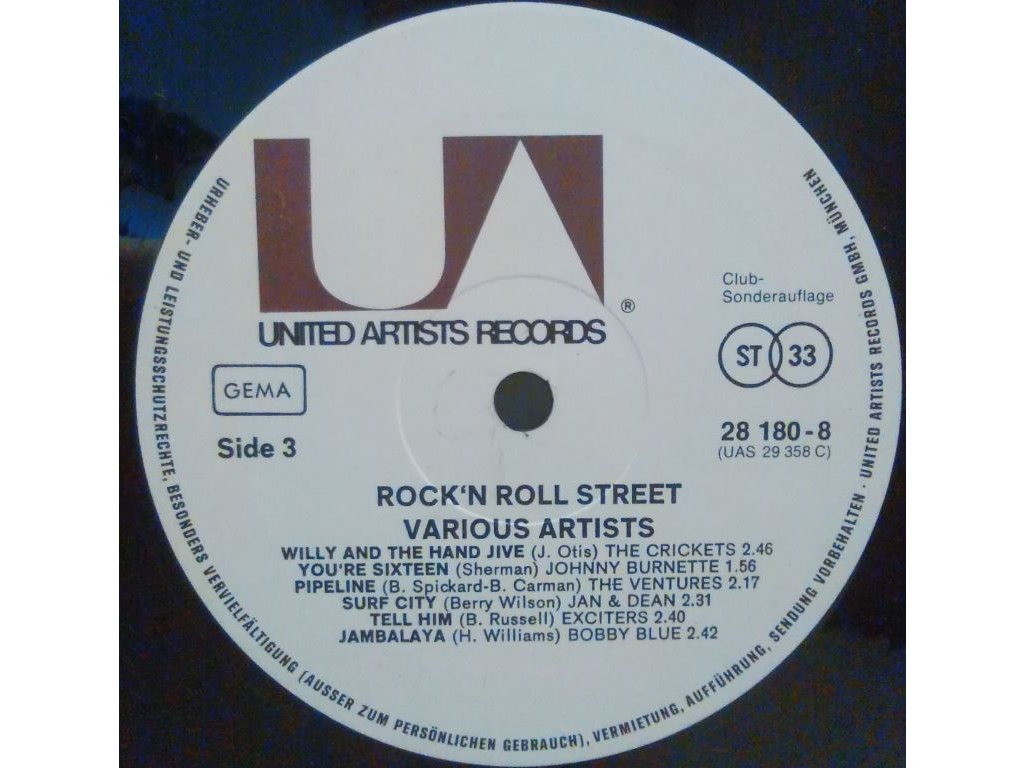 UA
®
UNITED ARTISTS RECORDS
Club-
Sonderauflage
GEMA
ST 33
Side 3
28 180-8
(UAS 29 358 C)
ROCK'N ROLL STREET
VARIOUS ARTISTS
WILLY AND THE HAND JIVE (J. Otis) THE CRICKETS 2.46
YOU'RE SIXTEEN (Sherman) JOHNNY BURNETTE 1.56
PIPELINE (B. Spickard-B. Carman) THE VENTURES 2.17
SURF CITY (Berry Wilson) JAN & DEAN 2.31
TELL HIM (B. Russell) EXCITERS 2.40
JAMBALAYA (H. Williams) BOBBY BLUE 2.42
URHEBER- UND LEISTUNGSSCHUTZRECHTE, BESONDERS VERVIELFÄLTIGUNG (AUSSER ZUM PERSÖNLICHEN GEBRAUCH), VERMIETUNG, AUFFÜHRUNG, SENDUNG VORBEHALTEN · UNITED ARTISTS RECORDS GMBH, MÜNCHEN